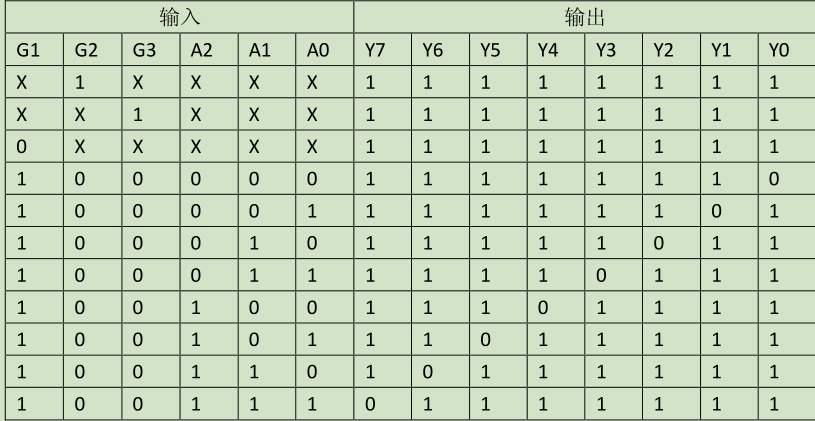 输入 输出
G1 G2 G3 A2 A1 A0 Y7 Y6 Y5 Y4 Y3 Y2 Y1 Y0
X 1 X X X X 1 1 1 1 1 1 1 1
X X 1 X X X 1 1 1 1 1 1 1 1
0 X X X X X 1 1 1 1 1 1 1 1
1 0 0 0 0 0 1 1 1 1 1 1 1 0
1 0 0 0 0 1 1 1 1 1 1 1 0 1
1 0 0 0 1 0 1 1 1 1 1 0 1 1
1 0 0 0 1 1 1 1 1 1 0 1 1 1
1 0 0 1 0 0 1 1 1 0 1 1 1 1
1 0 0 1 0 1 1 1 0 1 1 1 1 1
1 0 0 1 1 0 1 0 1 1 1 1 1 1
1 0 0 1 1 1 0 1 1 1 1 1 1 1